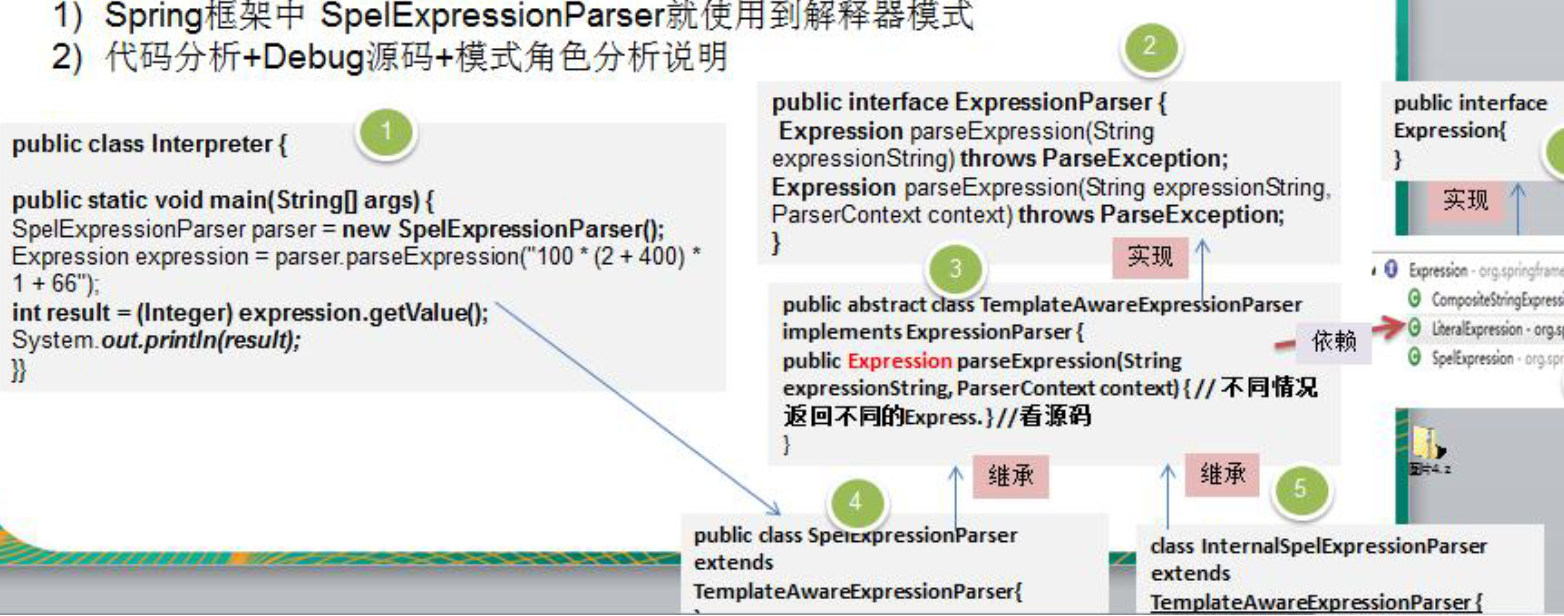 1) Spring框架中 SpelExpressionParser就使用到解释器模式
2) 代码分析+Debug源码+模式角色分析说明
1
public class Interpreter {
public static void main(String[] args) {
SpelExpressionParser parser = new SpelExpressionParser();
Expression expression = parser.parseExpression("100 * (2 + 400) *
1 + 66");
int result = (Integer) expression.getValue();
System.out.println(result);
}}
2
public interface ExpressionParser {
Expression parseExpression(String
expressionString) throws ParseException;
Expression parseExpression(String expressionString,
ParserContext context) throws ParseException;
}
实现
3
public abstract class TemplateAwareExpressionParser
implements ExpressionParser {
public Expression parseExpression(String
expressionString, ParserContext context) { // 不同情况
返回不同的Express. } //看源码
}
依赖
继承
继承
4
public class SpelExpressionParser
extends
TemplateAwareExpressionParser{
5
class InternalSpelExpressionParser
extends
TemplateAwareExpressionParser {
public interface
Expression{
}
实现
Expression - org.springframe
CompositeStringExpressi
LiteralExpression - org.sp
SpelExpression - org.spr
图片4.z